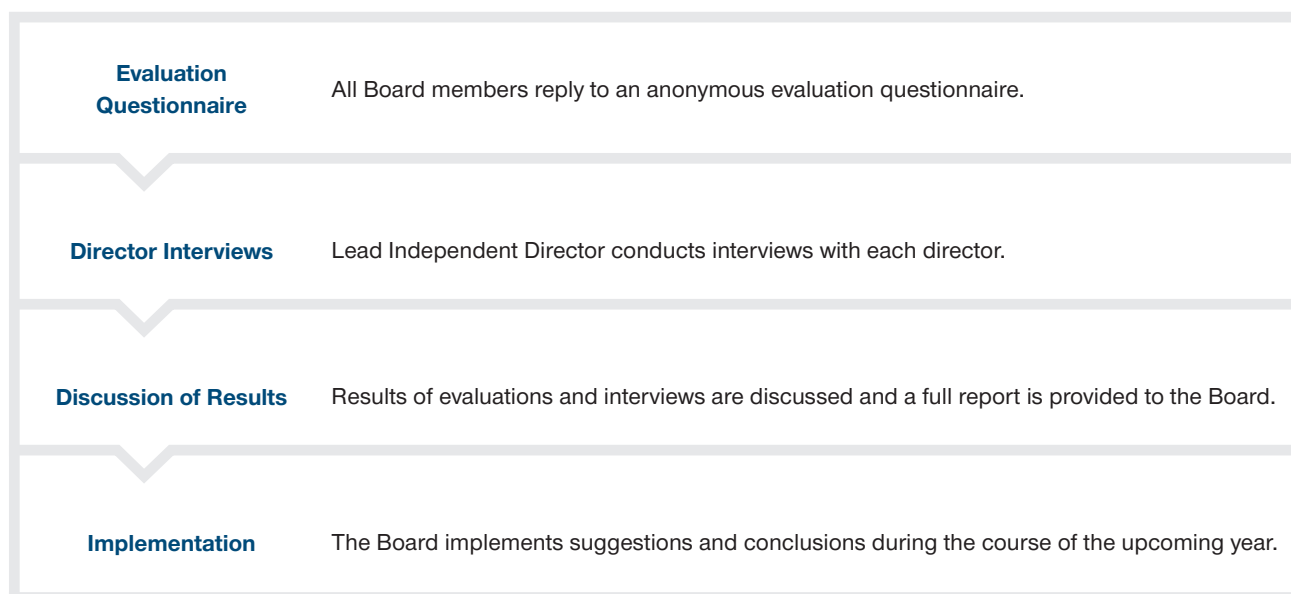 Evaluation
Questionnaire
All Board members reply to an anonymous evaluation questionnaire.
Director Interviews
Lead Independent Director conducts interviews with each director.
Discussion of Results
Results of evaluations and interviews are discussed and a full report is provided to the Board.
Implementation
The Board implements suggestions and conclusions during the course of the upcoming year.